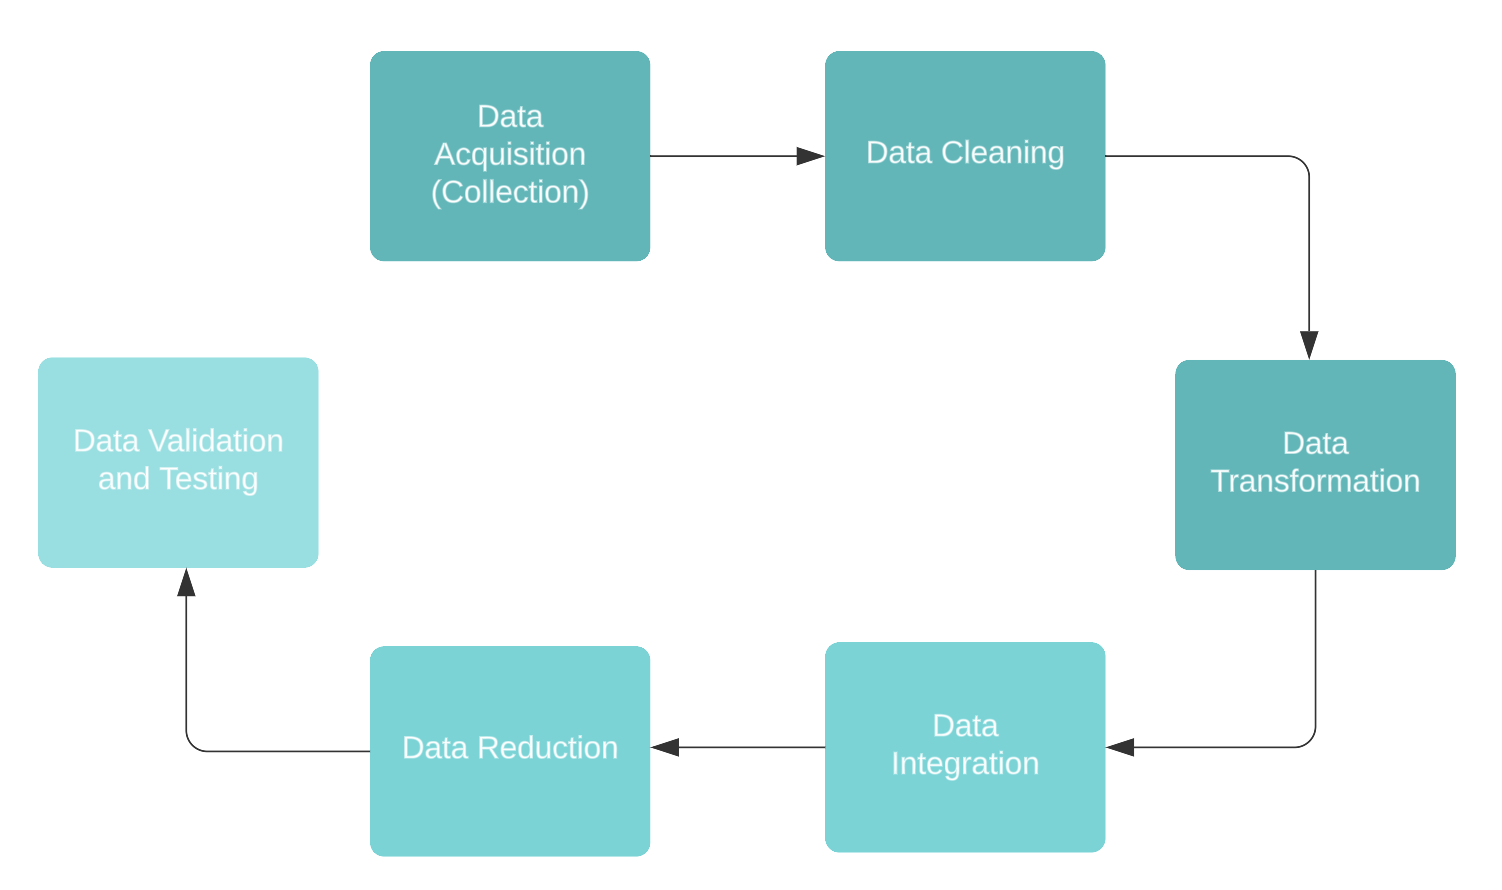 Data
Acquisition
(Collection)
Data Cleaning
Data
Transformation
Data
Integration
Data Reduction
Data Validation
and Testing